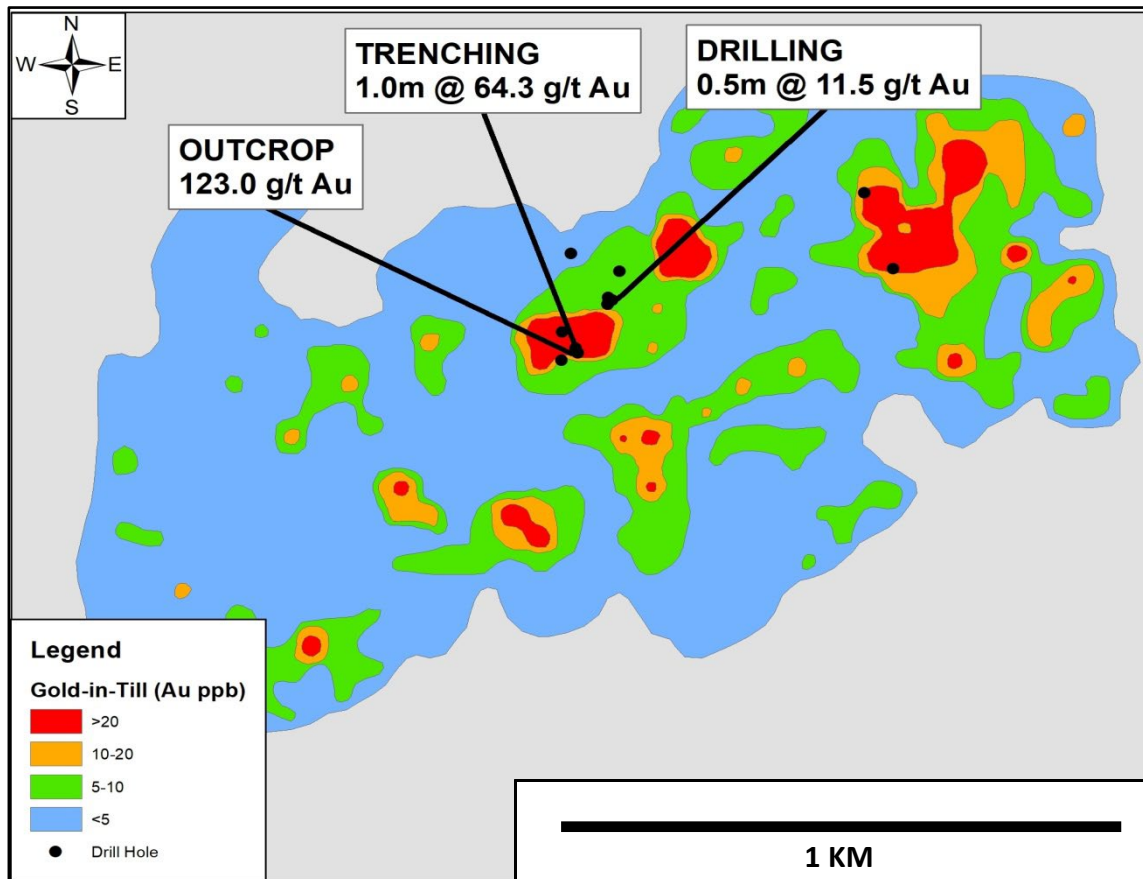 N
W E
S
TRENCHING
1.0m @ 64.3 g/t Au
DRILLING
0.5m @ 11.5 g/t Au
OUTCROP
123.0 g/t Au
Legend
Gold-in-Till (Au ppb)
>20
10-20
5-10
<5
Drill Hole
1 KM